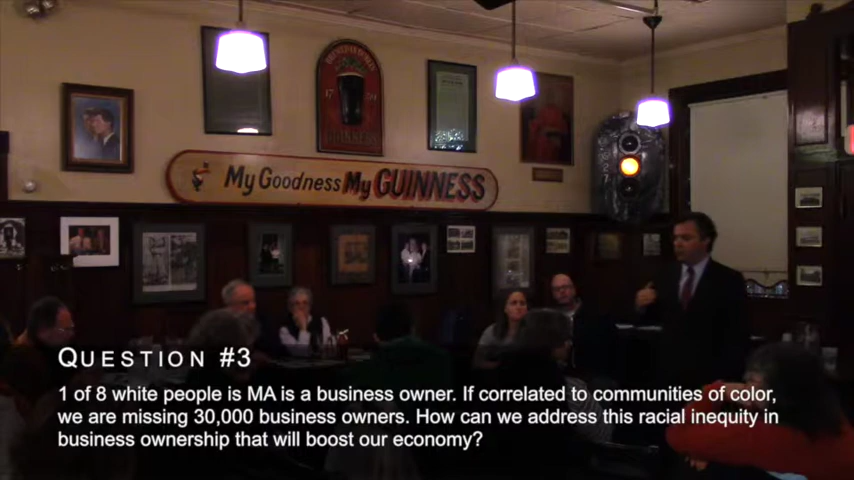 GUINNESS
My Goodness My GUINNESS
QUESTION #3
1 of 8 white people is MA is a business owner. If correlated to communities of color,
we are missing 30,000 business owners. How can we address this racial inequity in
business ownership that will boost our economy?